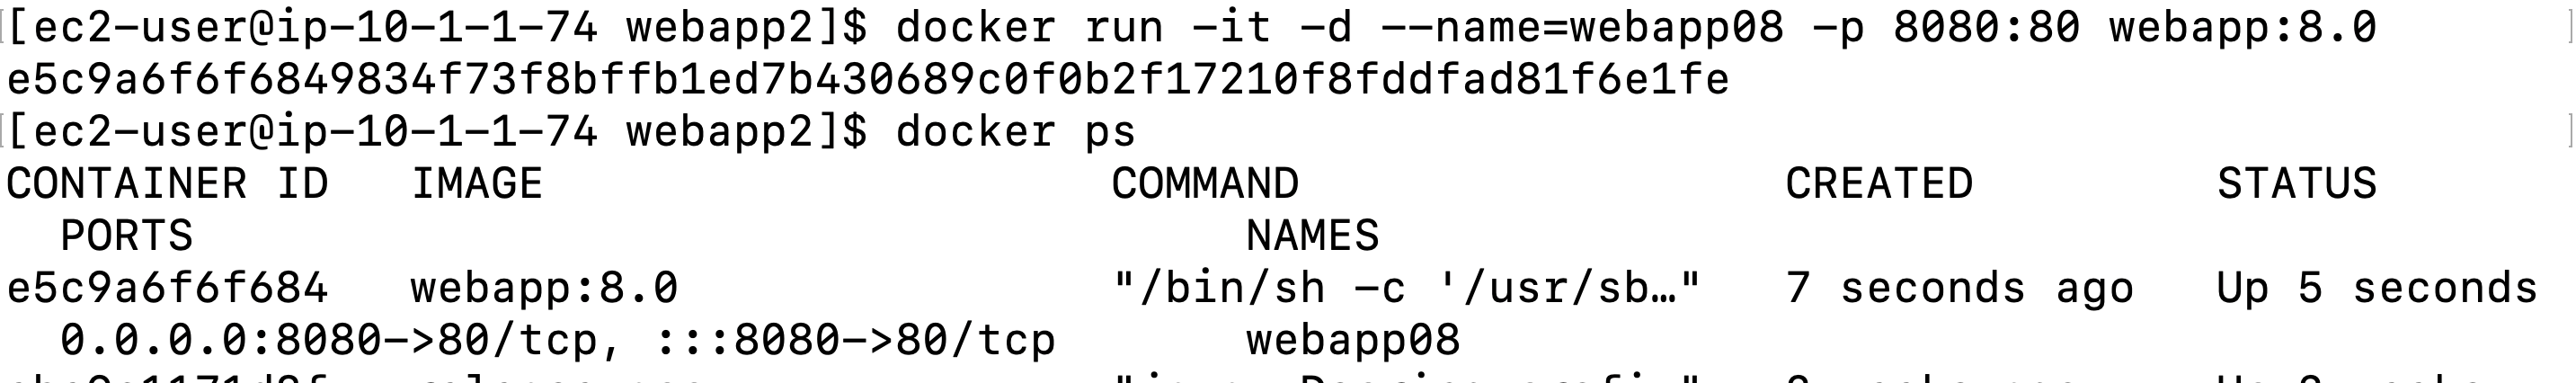 [ec2-user@ip-10-1-1-74 webapp2]$ docker run -it -d --name=webapp08 -p 8080:80 webapp:8.0
e5c9a6f6f6849834f73f8bffb1ed7b430689c0f0b2f17210f8fddfad81f6e1fe
[ec2-user@ip-10-1-1-74 webapp2]$ docker ps
CONTAINER ID   IMAGE   COMMAND   CREATED   STATUS
PORTS   NAMES
e5c9a6f6f684   webapp:8.0   "/bin/sh -c '/usr/sb…"   7 seconds ago   Up 5 seconds
0.0.0.0:8080->80/tcp, :::8080->80/tcp   webapp08